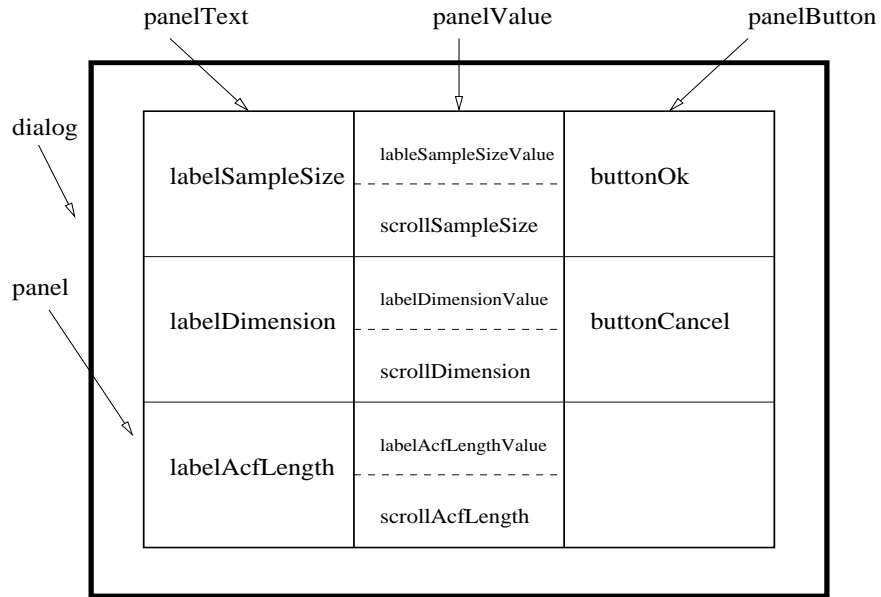 panelText
panelValue
panelButton
dialog
lableSampleSizeValue
labelSampleSize
buttonOk
scrollSampleSize
panel
labelDimensionValue
labelDimension
buttonCancel
scrollDimension
labelAcfLengthValue
labelAcfLength
scrollAcfLength